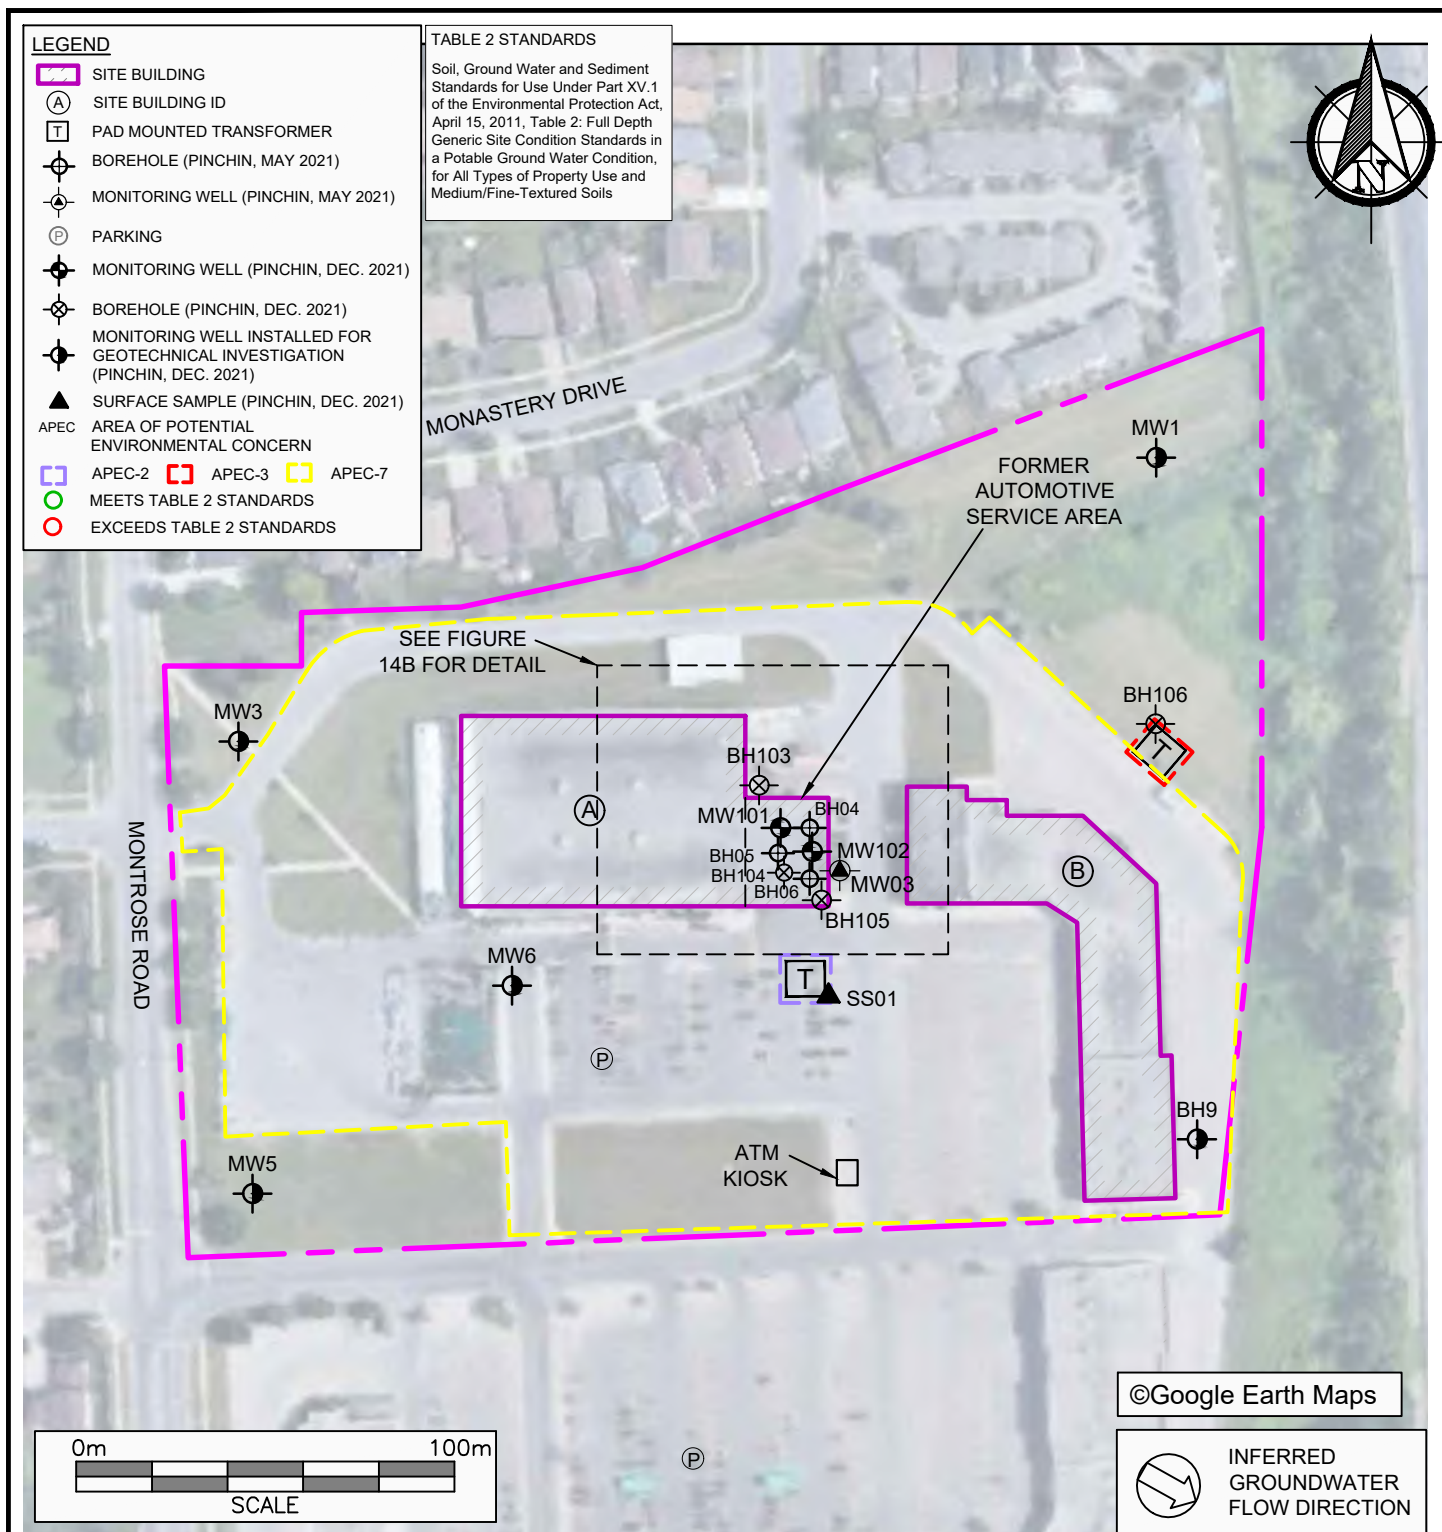 LEGEND
SITE BUILDING
A SITE BUILDING ID
T PAD MOUNTED TRANSFORMER
BOREHOLE (PINCHIN, MAY 2021)
MONITORING WELL (PINCHIN, MAY 2021)
P PARKING
MONITORING WELL (PINCHIN, DEC. 2021)
BOREHOLE (PINCHIN, DEC. 2021)
MONITORING WELL INSTALLED FOR
GEOTECHNICAL INVESTIGATION
(PINCHIN, DEC. 2021)
SURFACE SAMPLE (PINCHIN, DEC. 2021)
APEC AREA OF POTENTIAL
ENVIRONMENTAL CONCERN
APEC-2 APEC-3 APEC-7
MEETS TABLE 2 STANDARDS
EXCEEDS TABLE 2 STANDARDS
TABLE 2 STANDARDS
Soil, Ground Water and Sediment
Standards for Use Under Part XV.1
of the Environmental Protection Act,
April 15, 2011, Table 2: Full Depth
Generic Site Condition Standards in
a Potable Ground Water Condition,
for All Types of Property Use and
Medium/Fine-Textured Soils
N
MONASTERY DRIVE
MW1
FORMER
AUTOMOTIVE
SERVICE AREA
SEE FIGURE
14B FOR DETAIL
MW3
BH106
T
BH103
A
MW101
BH04
BH05
MW102
BH104
BH06
MW03
B
BH105
MONTROSE ROAD
MW6
T
SS01
P
BH9
ATM
KIOSK
MW5
©Google Earth Maps
0m 100m
SCALE
P
INFERRED
GROUNDWATER
FLOW DIRECTION